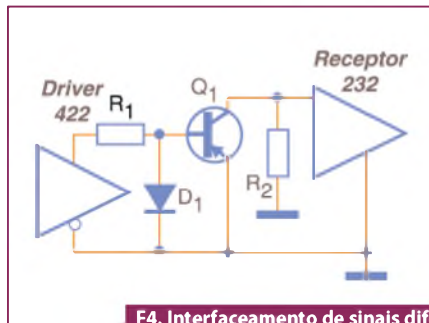 Receptor
232
Driver
422
R1
Q1
D1
R2
F4. Interfaceamento de sinais dif